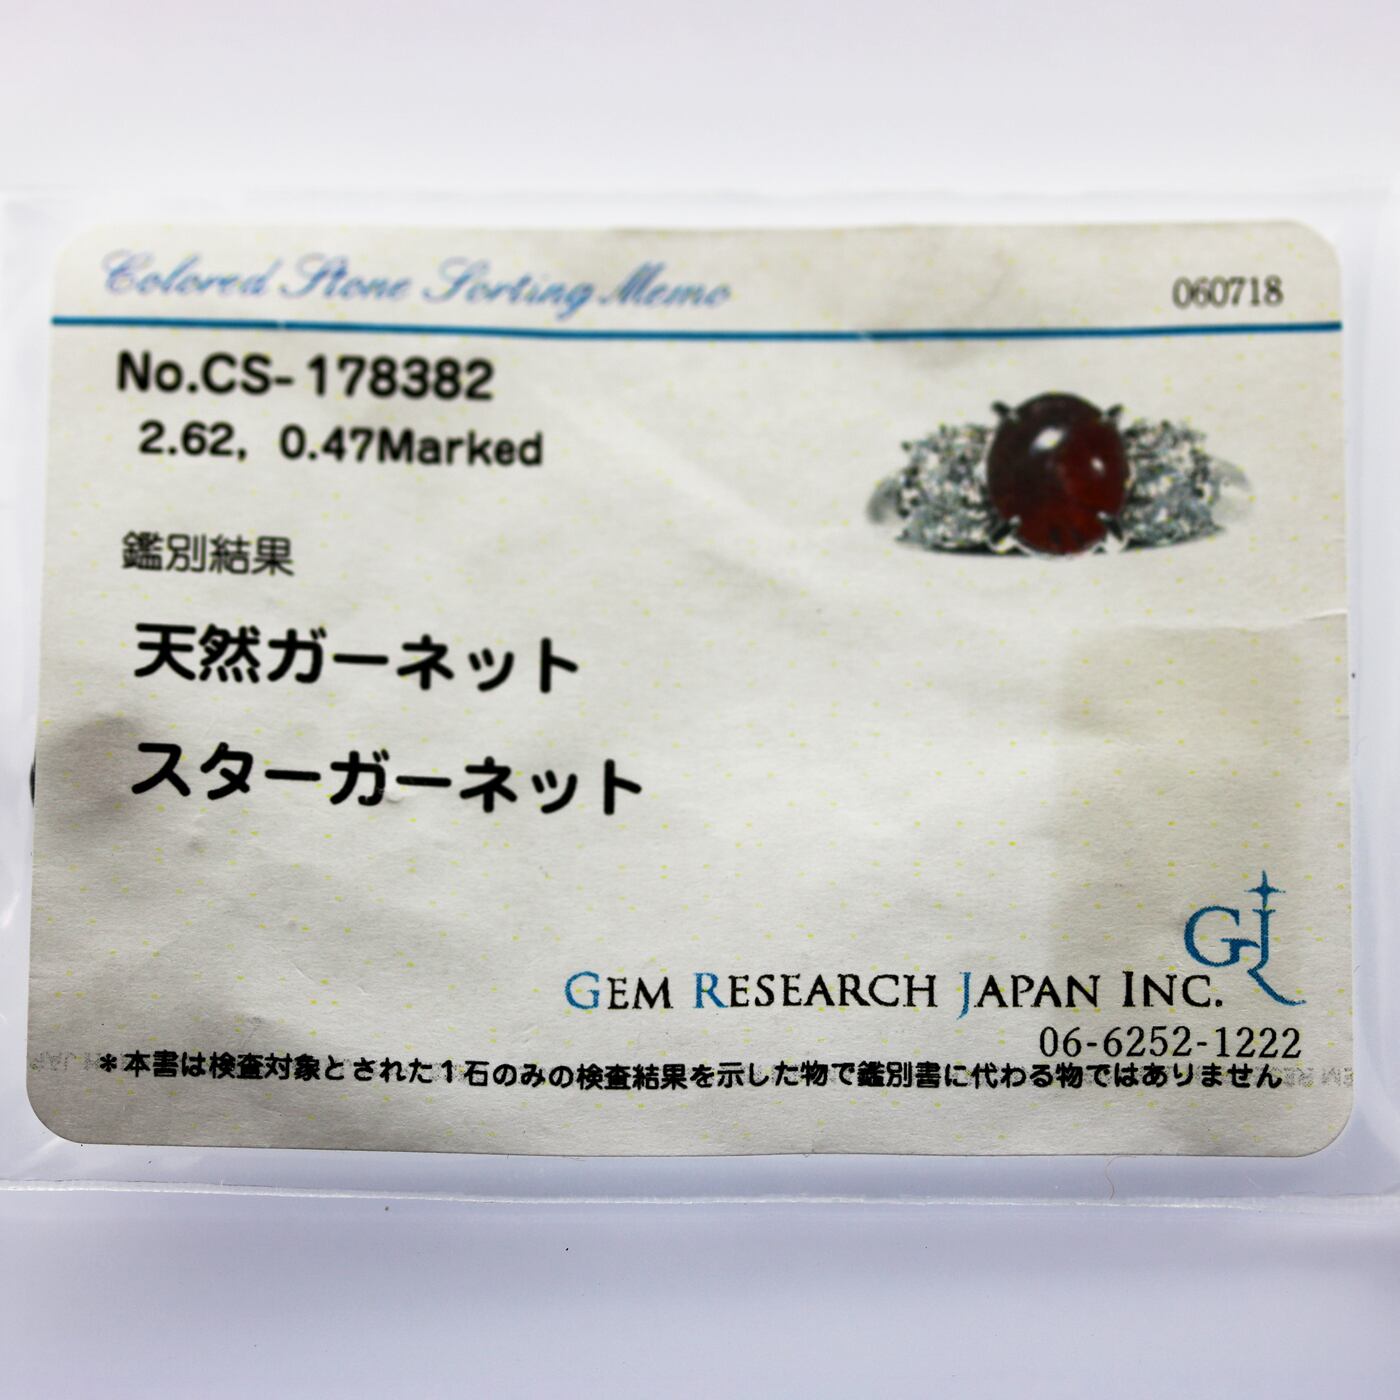 Colored Stone Sorting Memo
060718
No.CS-178382
2.62, 0.47Marked
鑑別結果
天然ガーネット
スターガーネット
GJ
GEM RESEARCH JAPAN INC.
06-6252-1222
*本書は検査対象とされた1石のみの検査結果を示した物で鑑別書に代わる物ではありません